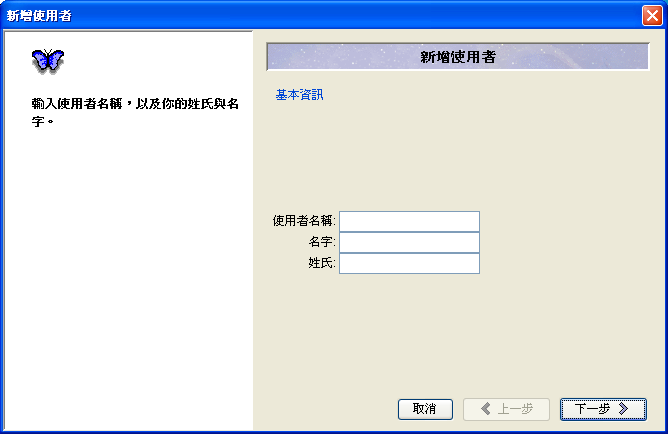 新增使用者
輸入使用者名稱，以及你的姓氏與名
字。
新增使用者
基本資訊
使用者名稱:
名字:
姓氏:
取消
上一步
下一步